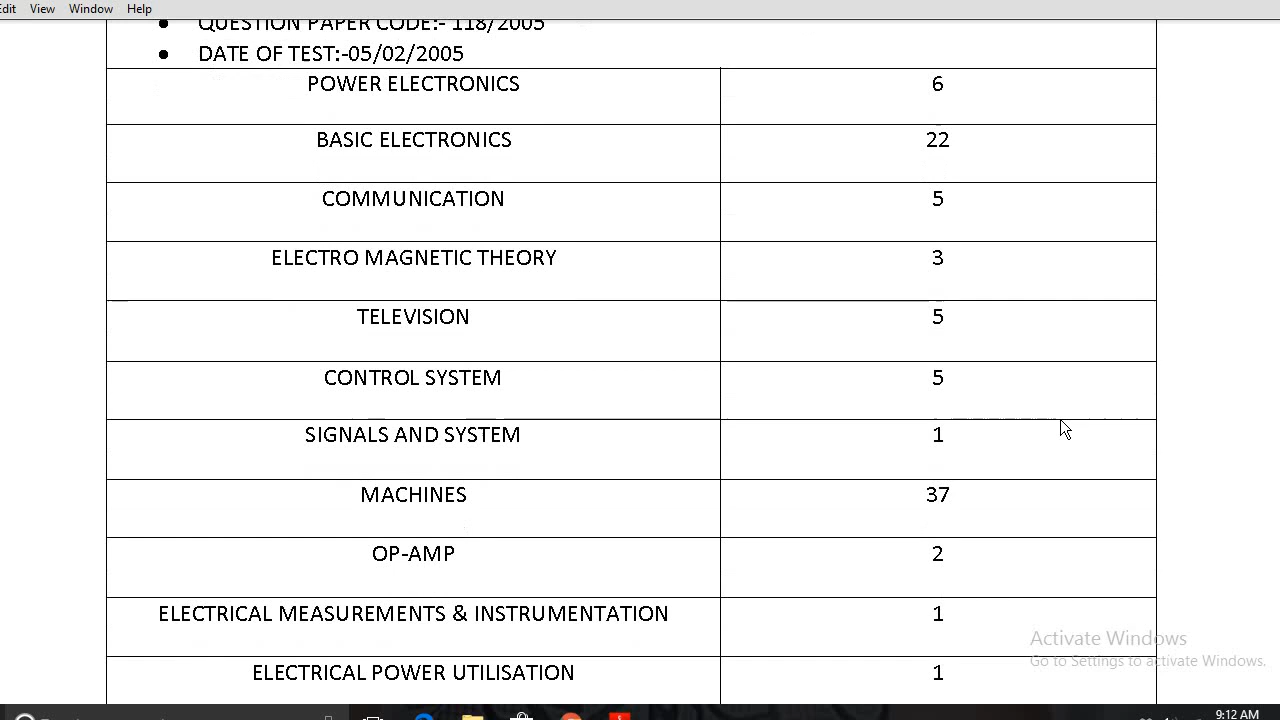 Edit View Window Help
QUESTION PAPER CODE:- 118/2005
DATE OF TEST:-05/02/2005
POWER ELECTRONICS 6
BASIC ELECTRONICS 22
COMMUNICATION 5
ELECTRO MAGNETIC THEORY 3
TELEVISION 5
CONTROL SYSTEM 5
SIGNALS AND SYSTEM 1
MACHINES 37
OP-AMP 2
ELECTRICAL MEASUREMENTS & INSTRUMENTATION 1
ELECTRICAL POWER UTILISATION 1
Activate Windows
Go to Settings to activate Windows.
9:12 AM